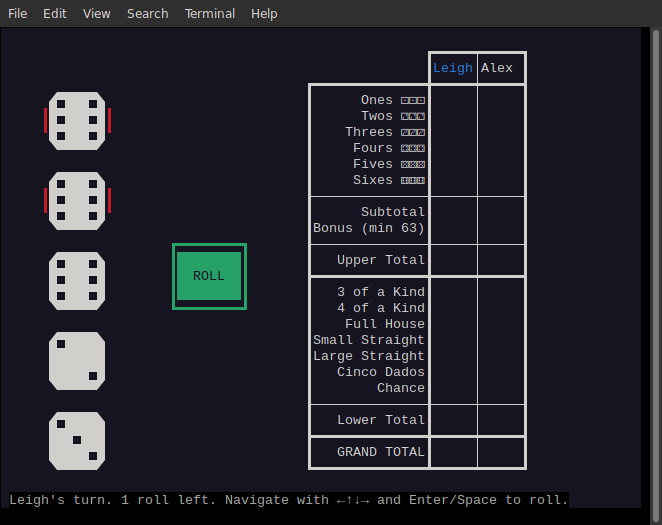 File Edit View Search Terminal Help
Leigh Alex
Ones ⚀⚀⚀
Twos ⚁⚁⚁
Threes ⚂⚂⚂
Fours ⚃⚃⚃
Fives ⚄⚄⚄
Sixes ⚅⚅⚅
Subtotal
Bonus (min 63)
Upper Total
ROLL
3 of a Kind
4 of a Kind
Full House
Small Straight
Large Straight
Cinco Dados
Chance
Lower Total
GRAND TOTAL
Leigh's turn. 1 roll left. Navigate with ←↑↓→ and Enter/Space to roll.